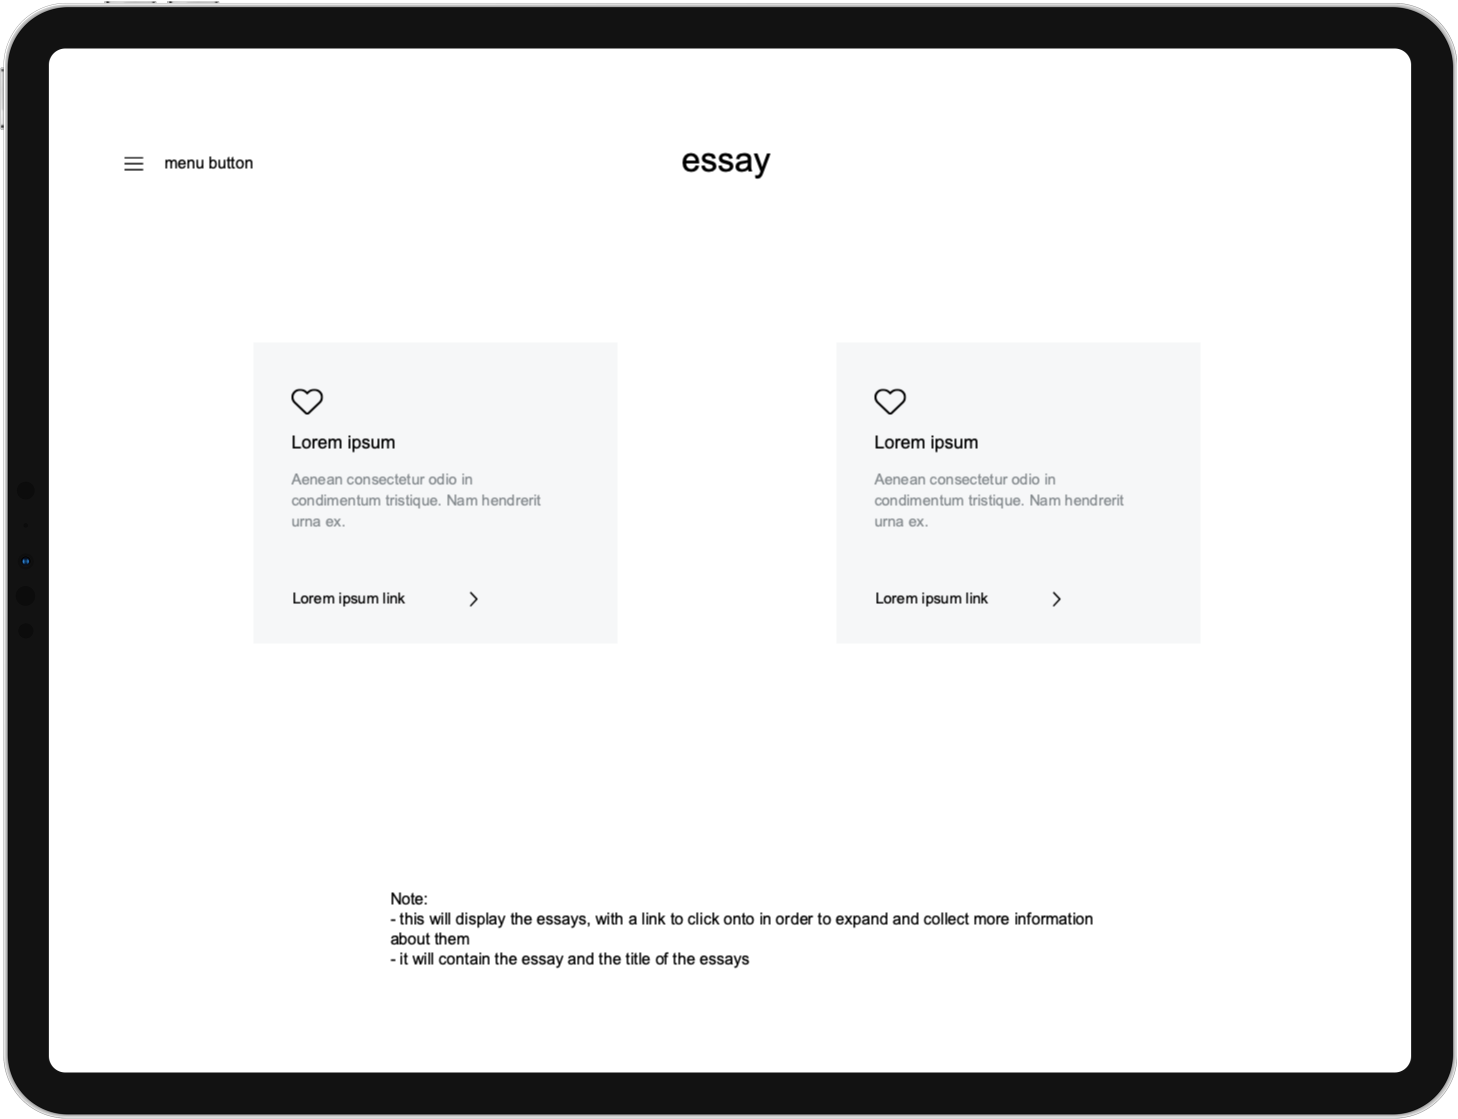 menu button
essay
Lorem ipsum
Aenean consectetur odio in
condimentum tristique. Nam hendrerit
urna ex.
Lorem ipsum link
Lorem ipsum
Aenean consectetur odio in
condimentum tristique. Nam hendrerit
urna ex.
Lorem ipsum link
Note:
- this will display the essays, with a link to click onto in order to expand and collect more information
about them
- it will contain the essay and the title of the essays